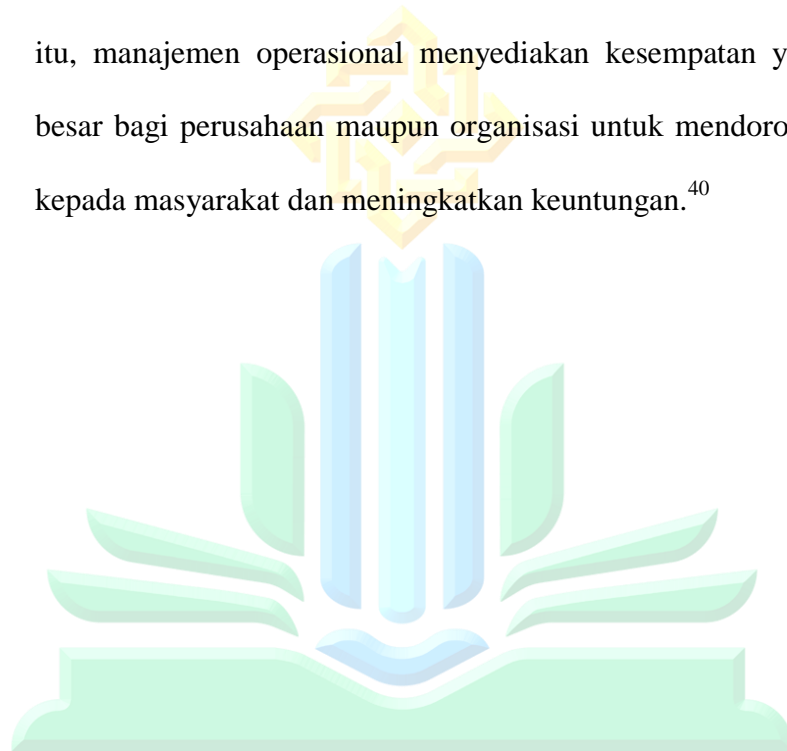 itu, manajemen operasional menyediakan kesempatan y
besar bagi perusahaan maupun organisasi untuk mendoro
kepada masyarakat dan meningkatkan keuntungan.40